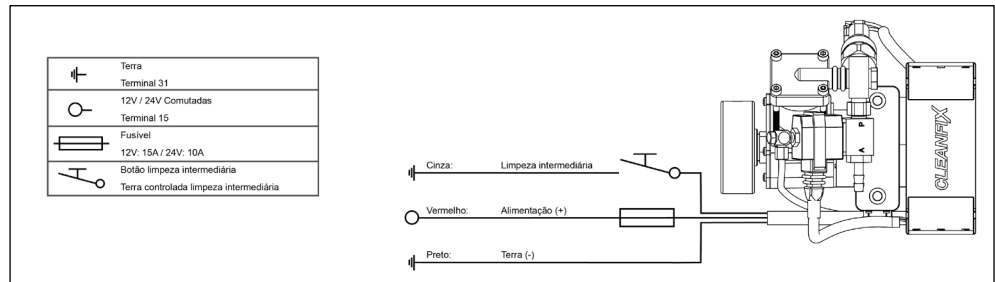 Terra
Terminal 31
12V / 24V Comutadas
Terminal 15
Fusível
12V: 15A / 24V: 10A
Botão limpeza intermediária
Terra controlada limpeza intermediária
Cinza: Limpeza intermediária
Vermelho: Alimentação (+)
Preto: Terra (-)
A P
CLEANFIX